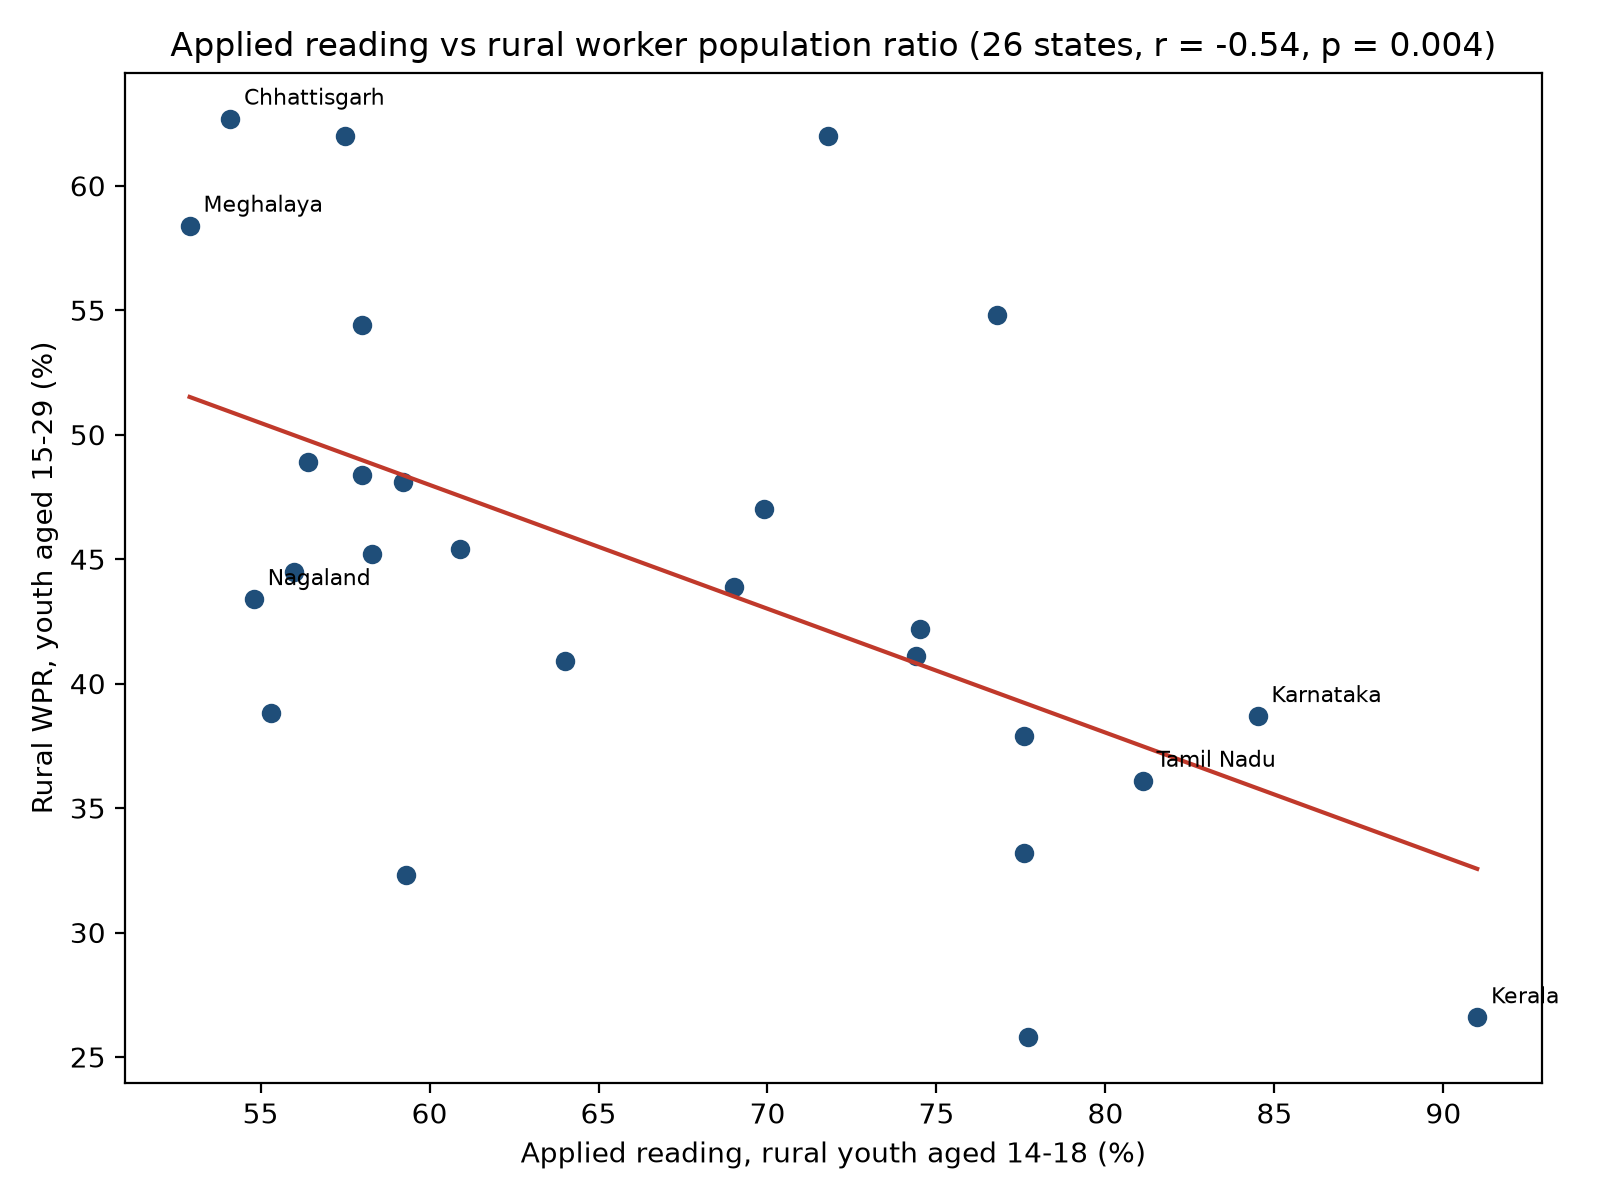 Applied reading vs rural worker population ratio (26 states, r = -0.54, p = 0.004)
Chhattisgarh
Meghalaya
Nagaland
Karnataka
Tamil Nadu
Kerala
Rural WPR, youth aged 15-29 (%)
60
55
50
45
40
35
30
25
55
60
65
70
75
80
85
90
Applied reading, rural youth aged 14-18 (%)